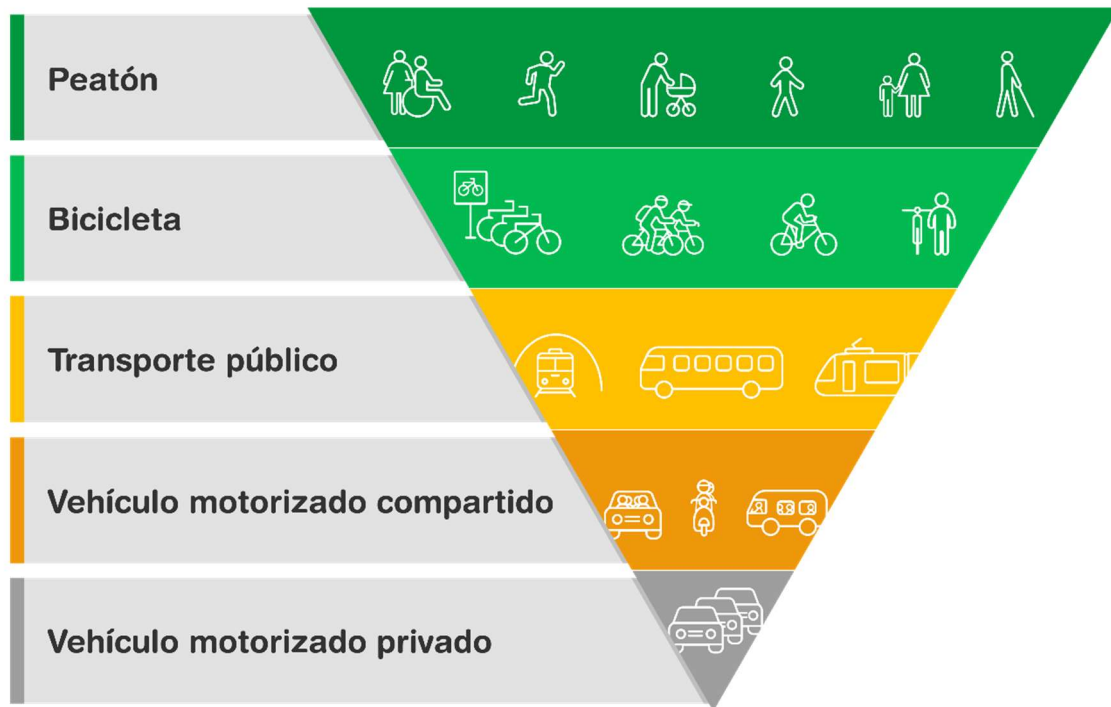 Peatón
Bicicleta
Transporte público
Vehículo motorizado compartido
Vehículo motorizado privado